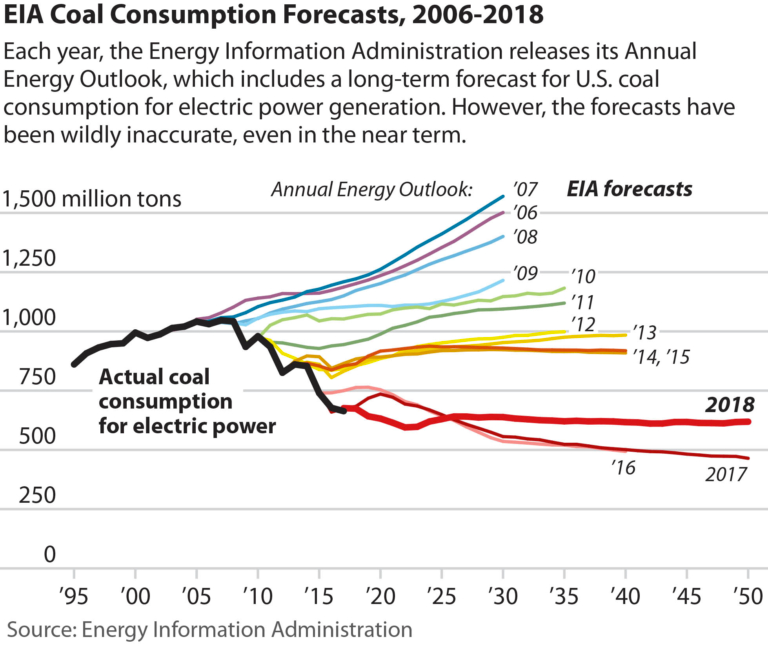 EIA Coal Consumption Forecasts, 2006-2018
Each year, the Energy Information Administration releases its Annual
Energy Outlook, which includes a long-term forecast for U.S. coal
consumption for electric power generation. However, the forecasts have
been wildly inaccurate, even in the near term.
Annual Energy Outlook: ’07 EIA forecasts
1,500 million tons
’06
’08
1,250
’09
’10
’11
1,000
’12
’13
’14, ’15
750
Actual coal
consumption
for electric power
2018
500
’16
2017
250
0
’95 ’00 ’05 ’10 ’15 ’20 ’25 ’30 ’35 ’40 ’45 ’50
Source: Energy Information Administration